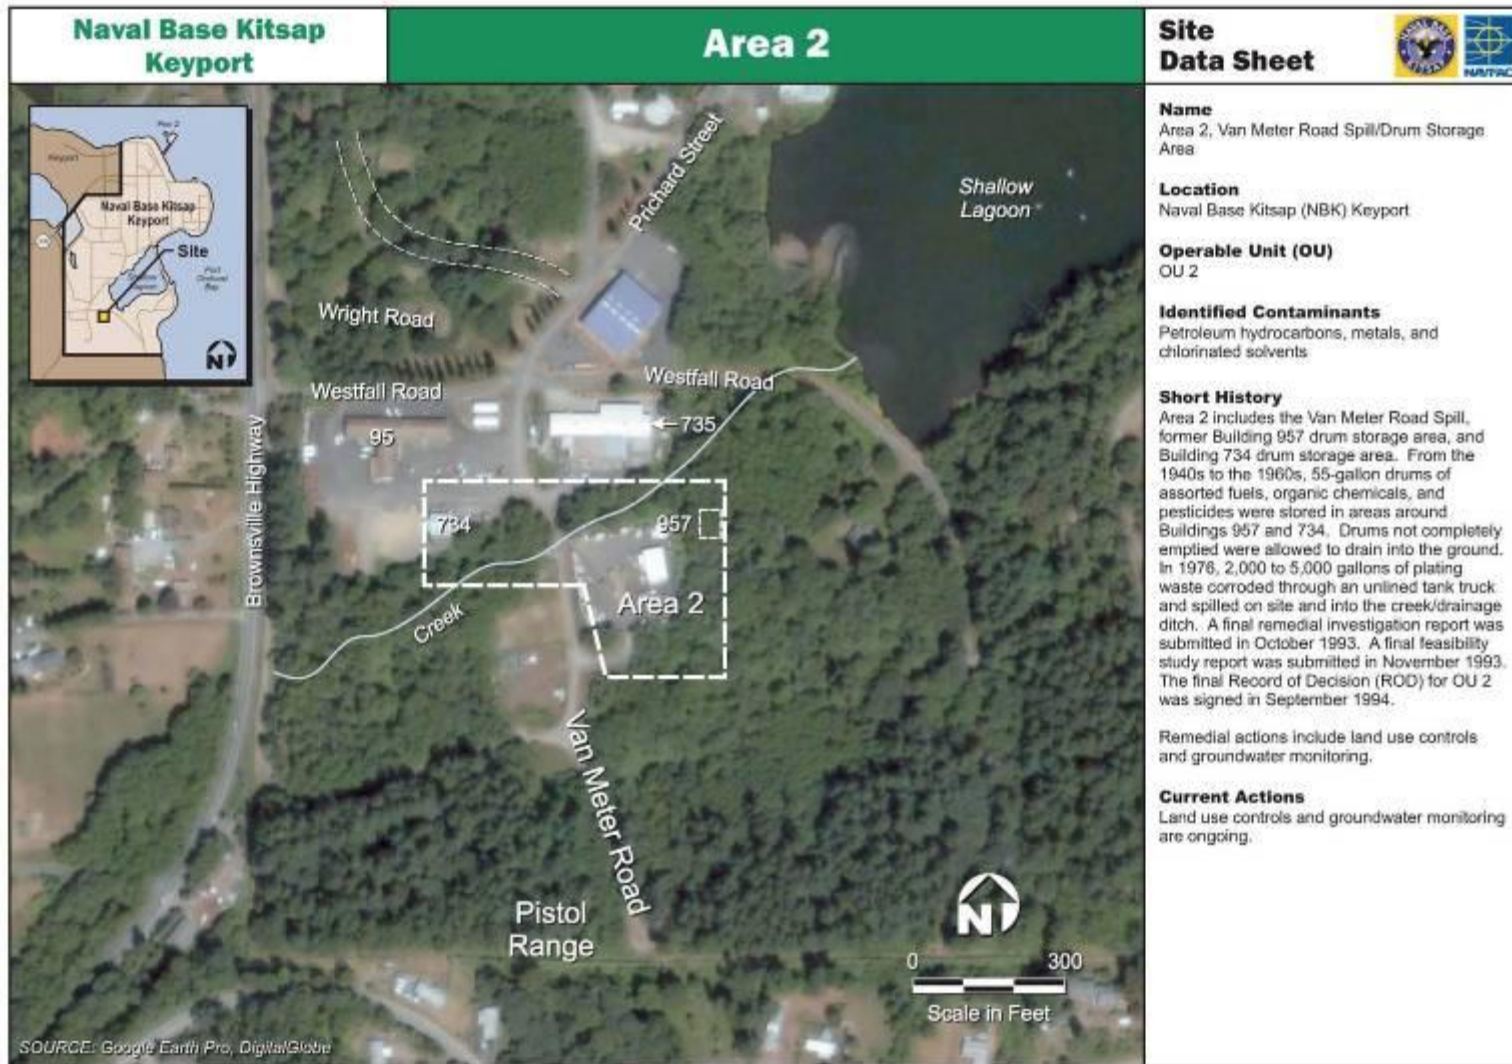 Naval Base Kitsap
Keyport
Area 2
Site
Data Sheet
NAVAL BASE
KITSAP
NAVFAC
Keyport
Naval Base Kitsap
Keyport
Site
Port
Orchard
Bay
N
Prichard Street
Shallow
Lagoon
Wright Road
Westfall Road
Westfall Road
95
735
Brownsville Highway
734
957
Area 2
Creek
Van Meter Road
Pistol
Range
N
0 300
Scale in Feet
SOURCE: Google Earth Pro, DigitalGlobe
Name
Area 2, Van Meter Road Spill/Drum Storage
Area
Location
Naval Base Kitsap (NBK) Keyport
Operable Unit (OU)
OU 2
Identified Contaminants
Petroleum hydrocarbons, metals, and
chlorinated solvents
Short History
Area 2 includes the Van Meter Road Spill,
former Building 957 drum storage area, and
Building 734 drum storage area. From the
1940s to the 1960s, 55-gallon drums of
assorted fuels, organic chemicals, and
pesticides were stored in areas around
Buildings 957 and 734. Drums not completely
emptied were allowed to drain into the ground.
In 1976, 2,000 to 5,000 gallons of plating
waste corroded through an unlined tank truck
and spilled on site and into the creek/drainage
ditch. A final remedial investigation report was
submitted in October 1993. A final feasibility
study report was submitted in November 1993.
The final Record of Decision (ROD) for OU 2
was signed in September 1994.
Remedial actions include land use controls
and groundwater monitoring.
Current Actions
Land use controls and groundwater monitoring
are ongoing.